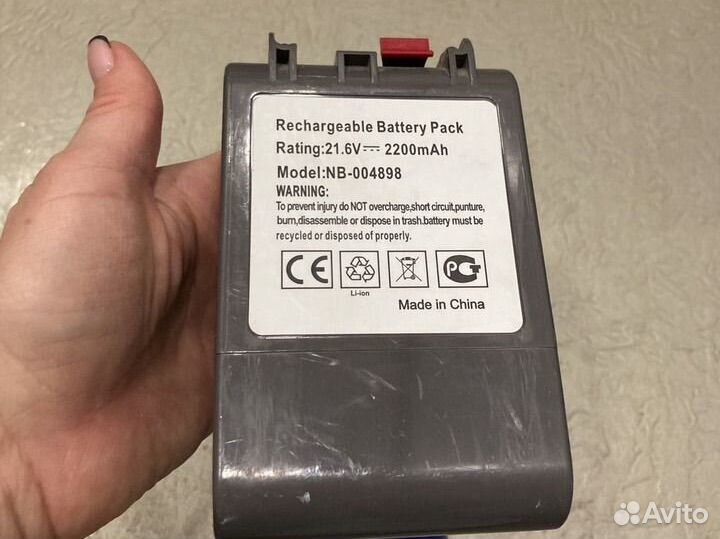 Rechargeable Battery Pack
Rating:21.6V⎓ 2200mAh
Model:NB-004898
WARNING:
To prevent injury do NOT overcharge,short circuit,punture,
burn,disassemble or dispose in trash.battery must be
recycled or disposed of properly.
CE
Li-ion
Made in China
Avito